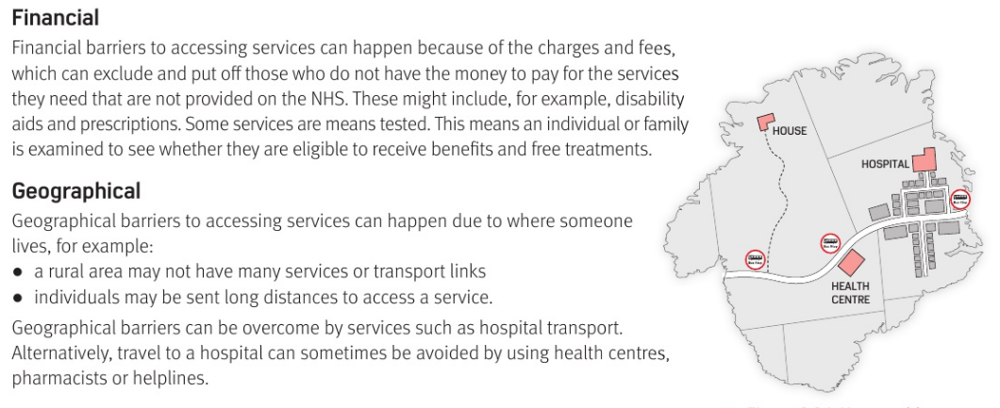 Financial
Financial barriers to accessing services can happen because of the charges and fees,
which can exclude and put off those who do not have the money to pay for the services
they need that are not provided on the NHS. These might include, for example, disability
aids and prescriptions. Some services are means tested. This means an individual or family
is examined to see whether they are eligible to receive benefits and free treatments.
Geographical
Geographical barriers to accessing services can happen due to where someone
lives, for example:
● a rural area may not have many services or transport links
● individuals may be sent long distances to access a service.
Geographical barriers can be overcome by services such as hospital transport.
Alternatively, travel to a hospital can sometimes be avoided by using health centres,
pharmacists or helplines.
HOUSE
HOSPITAL
Bus Stop
Bus Stop
Bus Stop
HEALTH
CENTRE